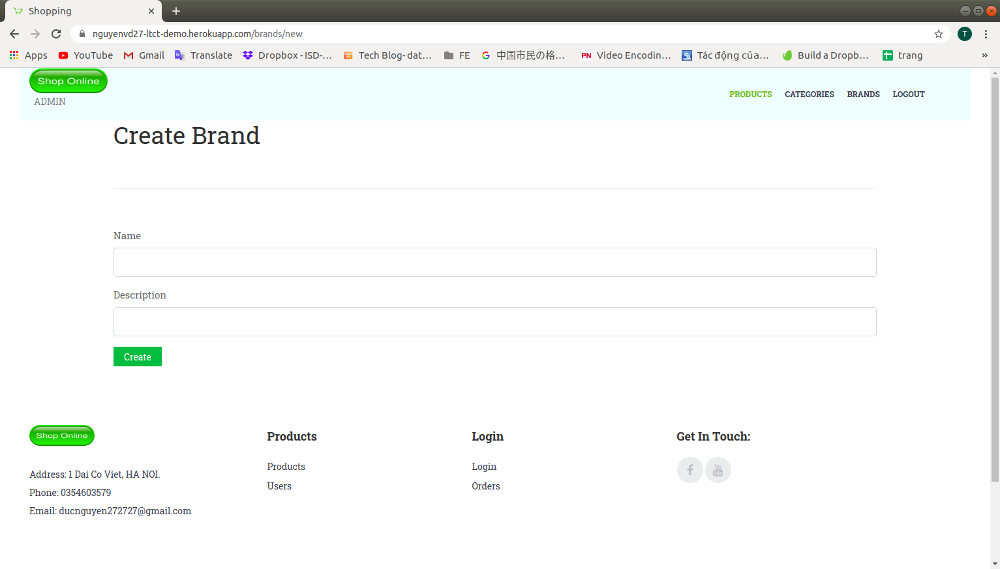 Shopping
nguyenvd27-ltct-demo.herokuapp.com/brands/new
T
Apps YouTube Gmail Translate Dropbox - ISD-... Tech Blog- dat... FE 中国市民の格... PN Video Encodin... Tác động của... Build a Dropb... trang »
Shop Online
ADMIN
PRODUCTS CATEGORIES BRANDS LOGOUT
Create Brand
Name
Description
Create
Shop Online
Address: 1 Dai Co Viet, HA NOI.
Phone: 0354603579
Email: ducnguyen272727@gmail.com
Products
Products
Users
Login
Login
Orders
Get In Touch:
You Tube